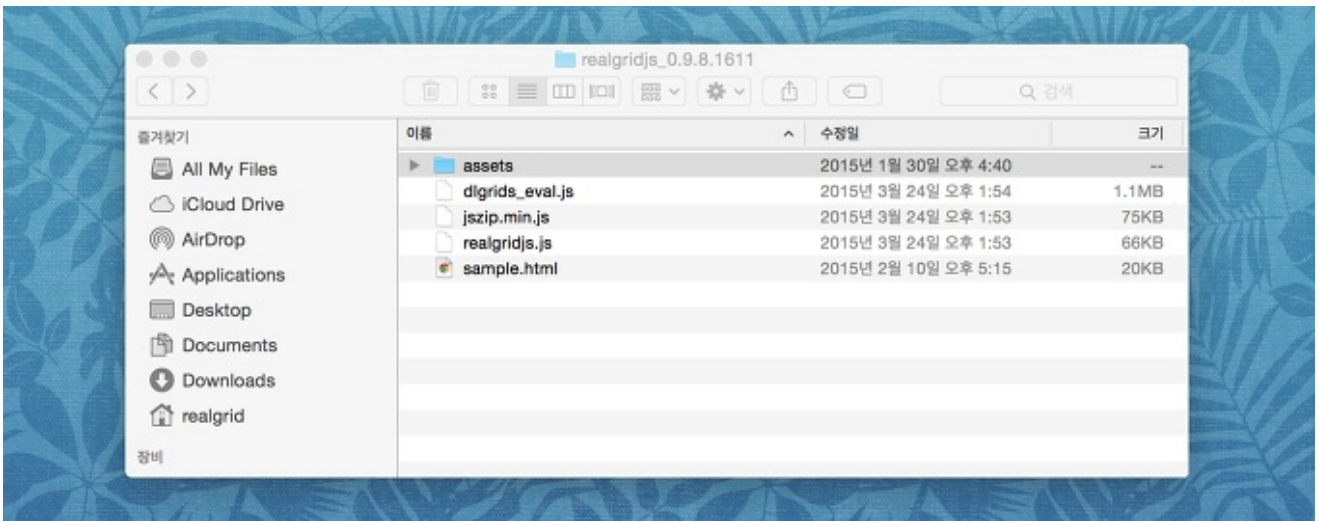 realgridjs_0.9.8.1611
검색
즐겨찾기
All My Files
iCloud Drive
AirDrop
Applications
Desktop
Documents
Downloads
realgrid
장비
이름 수정일 크기
assets 2015년 1월 30일 오후 4:40 --
dlgrids_eval.js 2015년 3월 24일 오후 1:54 1.1MB
jszip.min.js 2015년 3월 24일 오후 1:53 75KB
realgridjs.js 2015년 3월 24일 오후 1:53 66KB
sample.html 2015년 2월 10일 오후 5:15 20KB